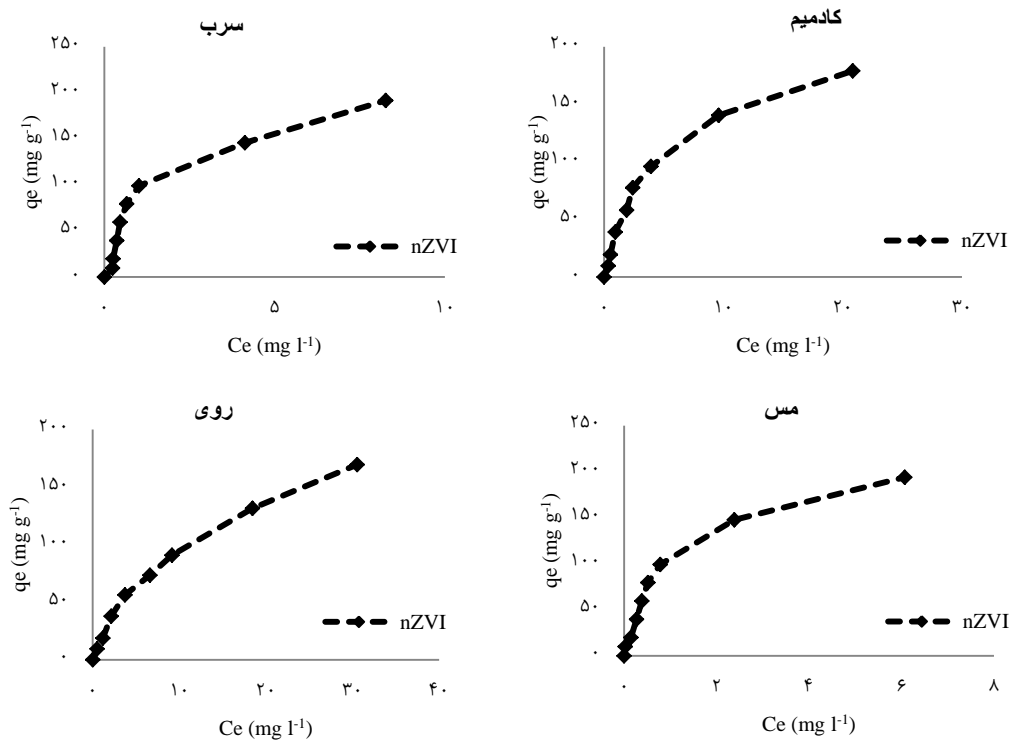 سرب
۲۵۰
۲۰۰
۱۵۰
۱۰۰
۵۰
۰
qe (mg g-1)
۰ ۵ ۱۰
Ce (mg l-1)
nZVI
کادمیم
۲۰۰
۱۵۰
۱۰۰
۵۰
۰
qe (mg g-1)
۰ ۱۰ ۲۰ ۳۰
Ce (mg l-1)
nZVI
روی
۲۰۰
۱۵۰
۱۰۰
۵۰
۰
qe (mg g-1)
۰ ۱۰ ۲۰ ۳۰ ۴۰
Ce (mg l-1)
nZVI
مس
۲۵۰
۲۰۰
۱۵۰
۱۰۰
۵۰
۰
qe (mg g-1)
۰ ۲ ۴ ۶ ۸
Ce (mg l-1)
nZVI